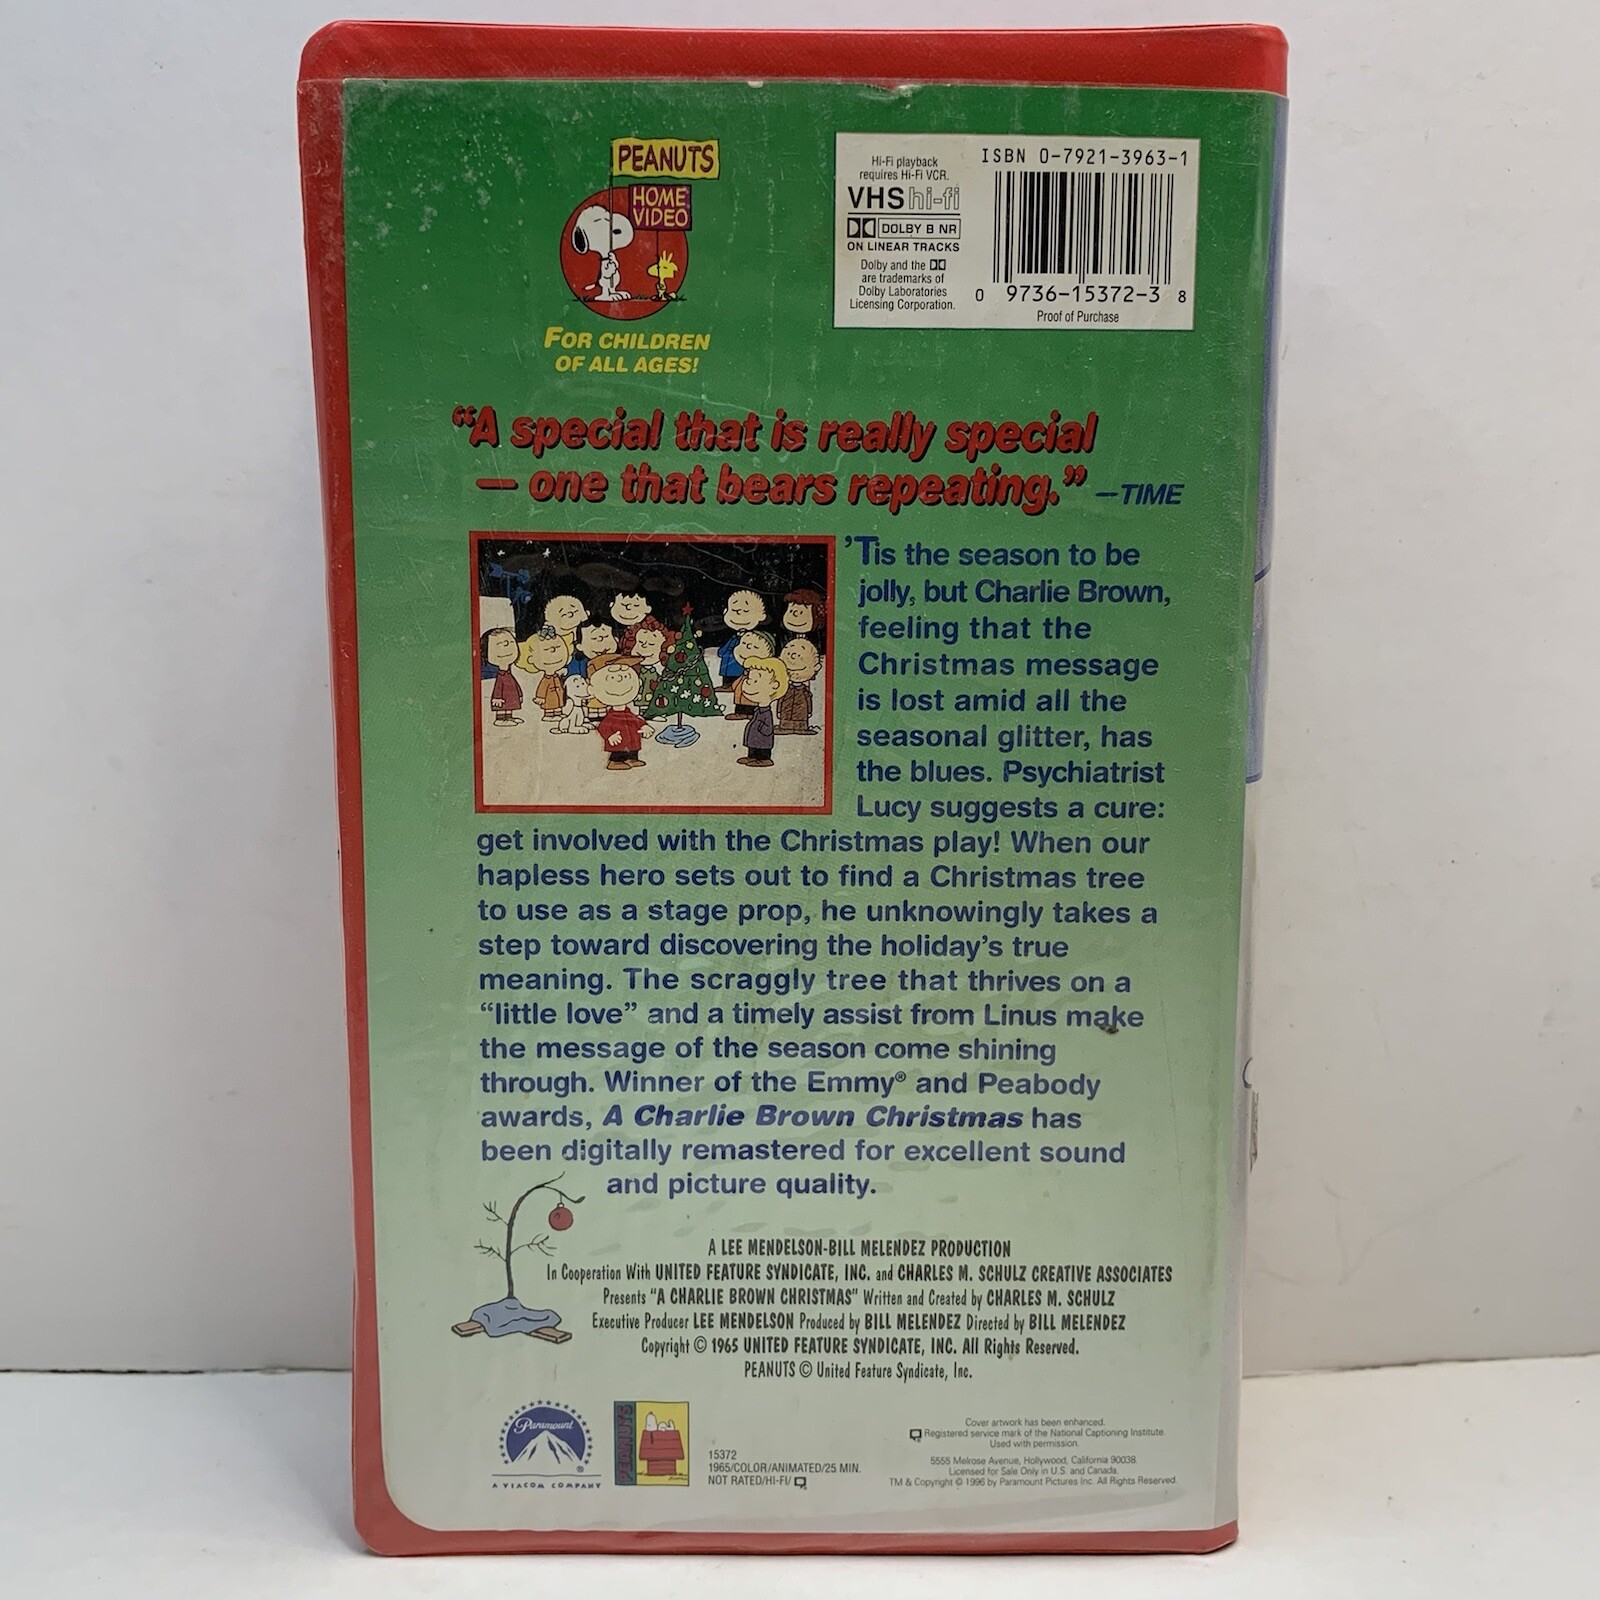 PEANUTS
HOME
VIDEO
FOR CHILDREN
OF ALL AGES!
Hi-Fi playback
requires Hi-Fi VCR.
VHS hi-fi
DOLBY B NR
ON LINEAR TRACKS
Dolby and the
are trademarks of
Dolby Laboratories
Licensing Corporation.
ISBN 0-7921-3963-1
0 9736-15372-3 8
Proof of Purchase
“A special that is really special
— one that bears repeating.” —TIME
’Tis the season to be
jolly, but Charlie Brown,
feeling that the
Christmas message
is lost amid all the
seasonal glitter, has
the blues. Psychiatrist
Lucy suggests a cure:
get involved with the Christmas play! When our
hapless hero sets out to find a Christmas tree
to use as a stage prop, he unknowingly takes a
step toward discovering the holiday’s true
meaning. The scraggly tree that thrives on a
“little love” and a timely assist from Linus make
the message of the season come shining
through. Winner of the Emmy® and Peabody
awards, A Charlie Brown Christmas has
been digitally remastered for excellent sound
and picture quality.
A LEE MENDELSON-BILL MELENDEZ PRODUCTION
In Cooperation With UNITED FEATURE SYNDICATE, INC. and CHARLES M. SCHULZ CREATIVE ASSOCIATES
Presents "A CHARLIE BROWN CHRISTMAS" Written and Created by CHARLES M. SCHULZ
Executive Producer LEE MENDELSON Produced by BILL MELENDEZ Directed by BILL MELENDEZ
Copyright © 1965 UNITED FEATURE SYNDICATE, INC. All Rights Reserved.
PEANUTS © United Feature Syndicate, Inc.
Paramount
®
A VIACOM COMPANY
PEANUTS
15372
1965/COLOR/ANIMATED/25 MIN.
NOT RATED/HI-FI/
Cover artwork has been enhanced.
Registered service mark of the National Captioning Institute.
Used with permission.
5555 Melrose Avenue, Hollywood, California 90038.
Licensed for Sale Only in U.S. and Canada.
TM & Copyright © 1996 by Paramount Pictures Inc. All Rights Reserved.